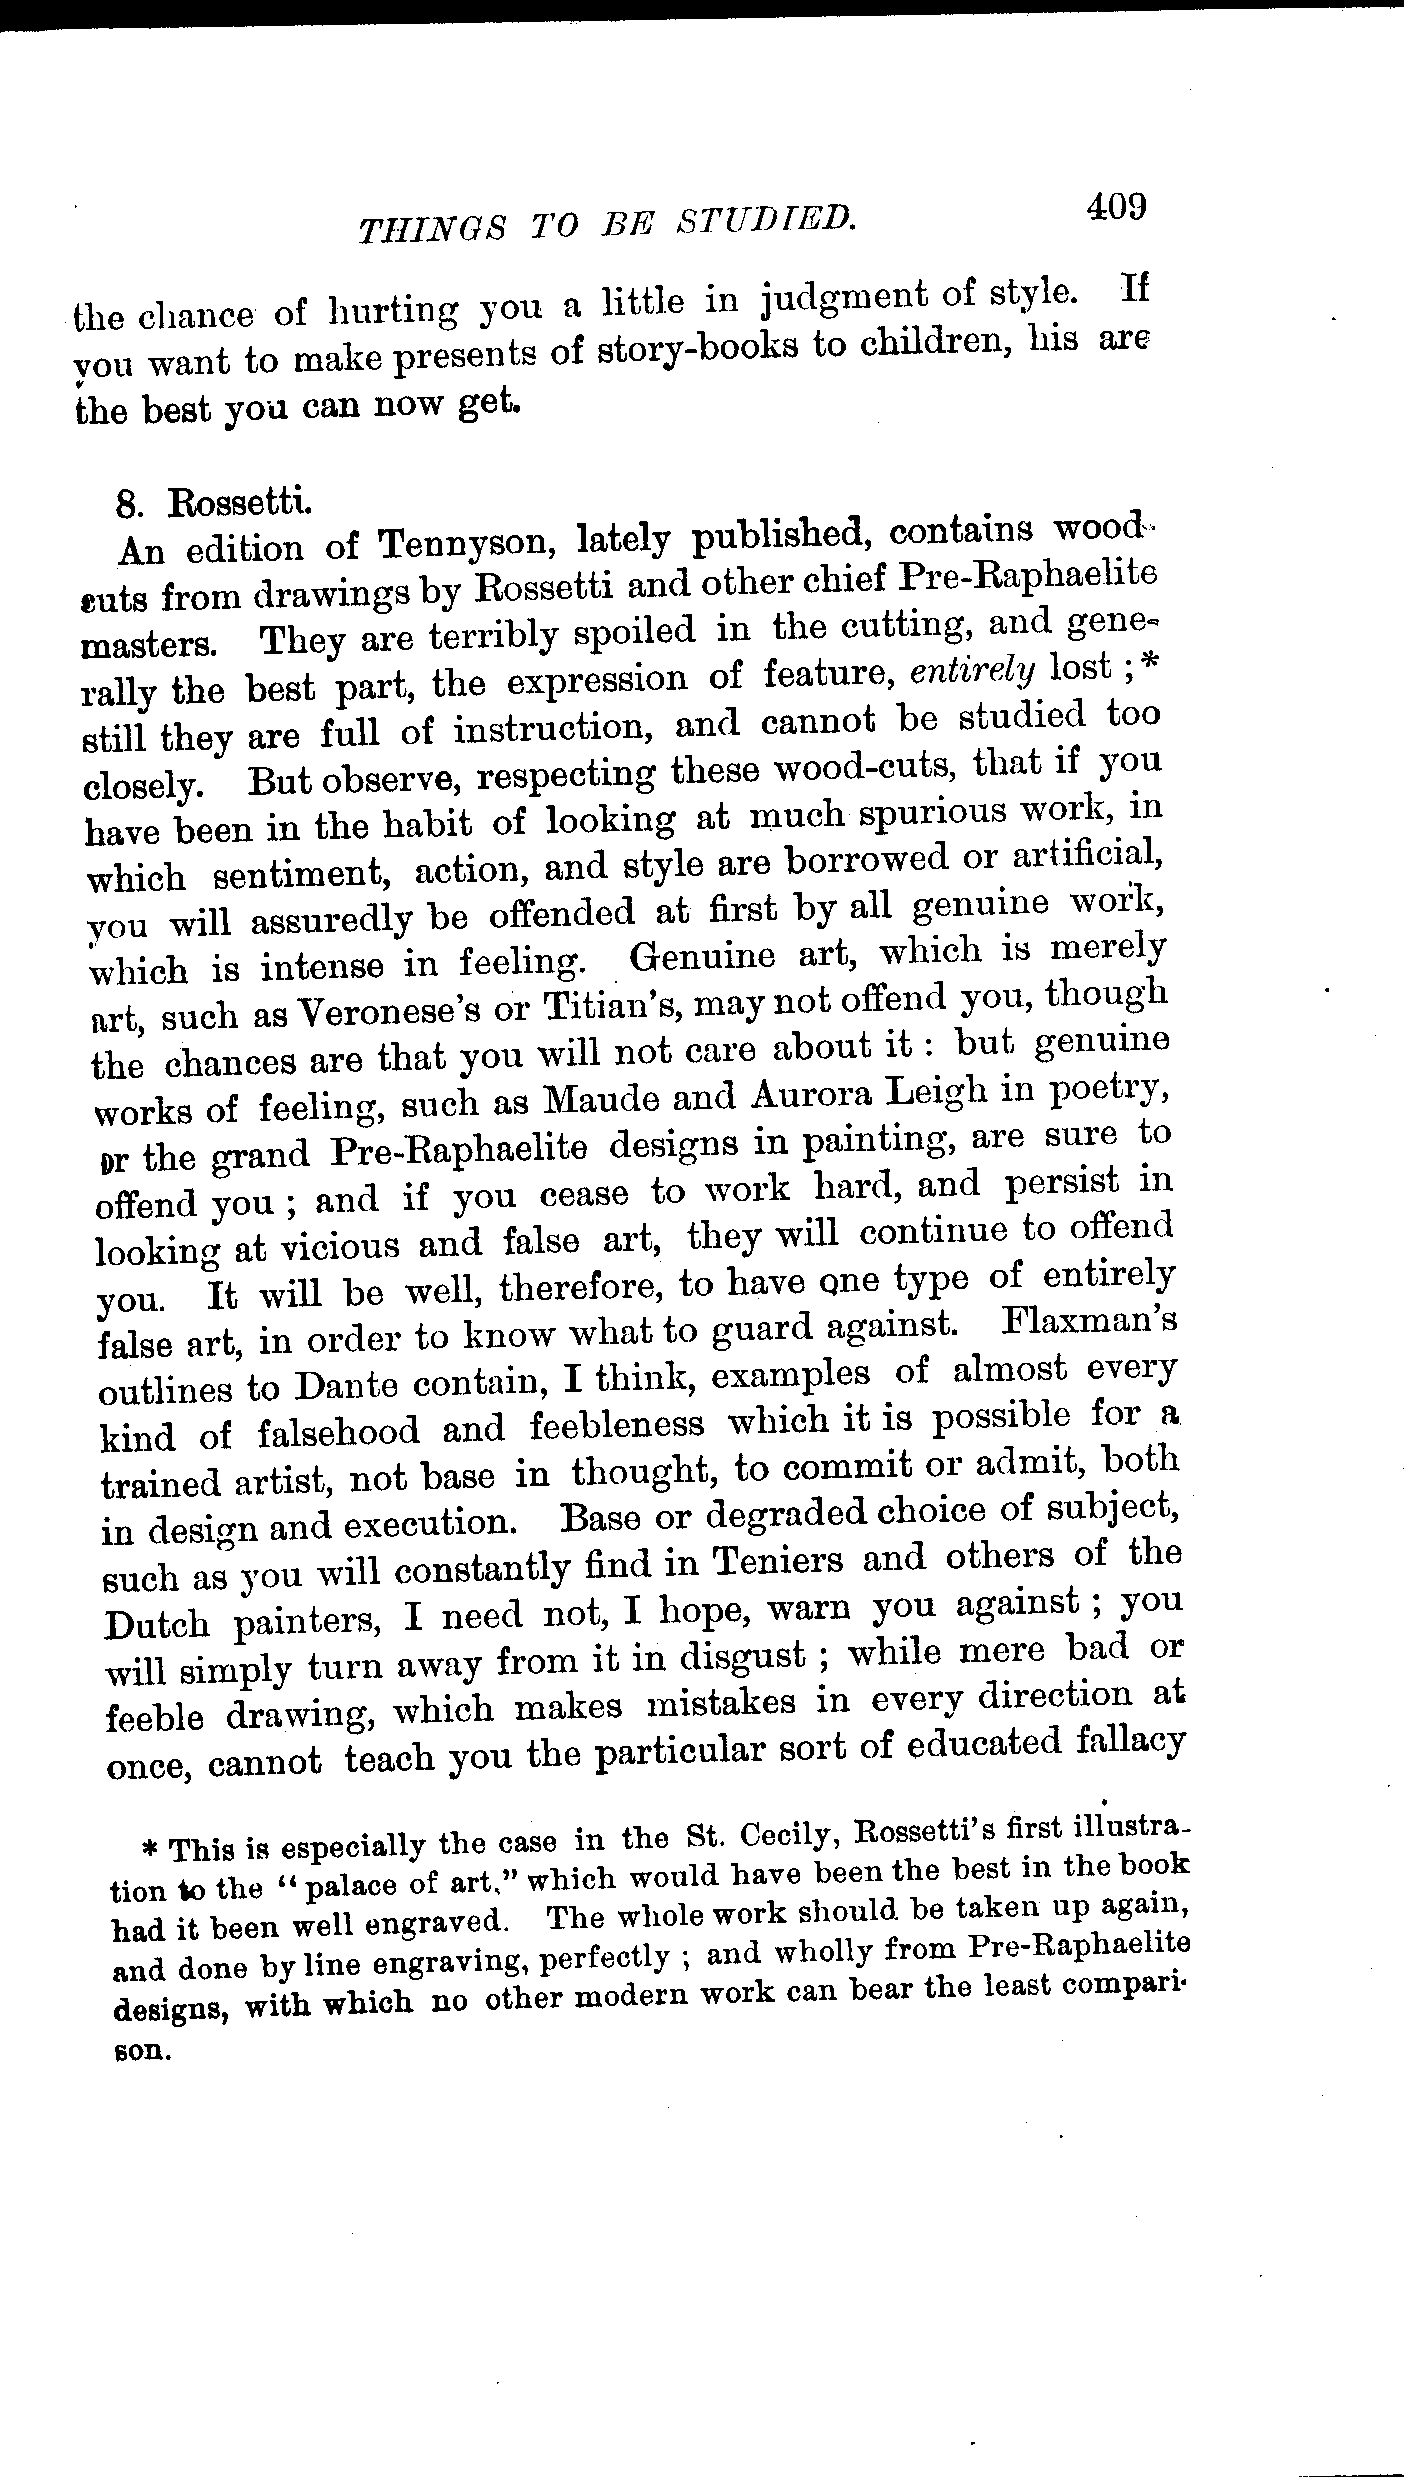 THINGS TO BE STUDIED. 409
the chance of hurting you a little in judgment of style. If
you want to make presents of story-books to children, his are
the best you can now get.
8. Rossetti.
An edition of Tennyson, lately published, contains wood-
cuts from drawings by Rossetti and other chief Pre-Raphaelite
masters. They are terribly spoiled in the cutting, and gene-
rally the best part, the expression of feature, entirely lost ;*
still they are full of instruction, and cannot be studied too
closely. But observe, respecting these wood-cuts, that if you
have been in the habit of looking at much spurious work, in
which sentiment, action, and style are borrowed or artificial,
you will assuredly be offended at first by all genuine work,
which is intense in feeling. Genuine art, which is merely
art, such as Veronese's or Titian's, may not offend you, though
the chances are that you will not care about it : but genuine
works of feeling, such as Maude and Aurora Leigh in poetry,
or the grand Pre-Raphaelite designs in painting, are sure to
offend you ; and if you cease to work hard, and persist in
looking at vicious and false art, they will continue to offend
you. It will be well, therefore, to have one type of entirely
false art, in order to know what to guard against. Flaxman's
outlines to Dante contain, I think, examples of almost every
kind of falsehood and feebleness which it is possible for a
trained artist, not base in thought, to commit or admit, both
in design and execution. Base or degraded choice of subject,
such as you will constantly find in Teniers and others of the
Dutch painters, I need not, I hope, warn you against ; you
will simply turn away from it in disgust ; while mere bad or
feeble drawing, which makes mistakes in every direction at
once, cannot teach you the particular sort of educated fallacy
* This is especially the case in the St. Cecily, Rossetti's first illustra-
tion to the "palace of art," which would have been the best in the book
had it been well engraved. The whole work should be taken up again,
and done by line engraving, perfectly ; and wholly from Pre-Raphaelite
designs, with which no other modern work can bear the least compari-
son.